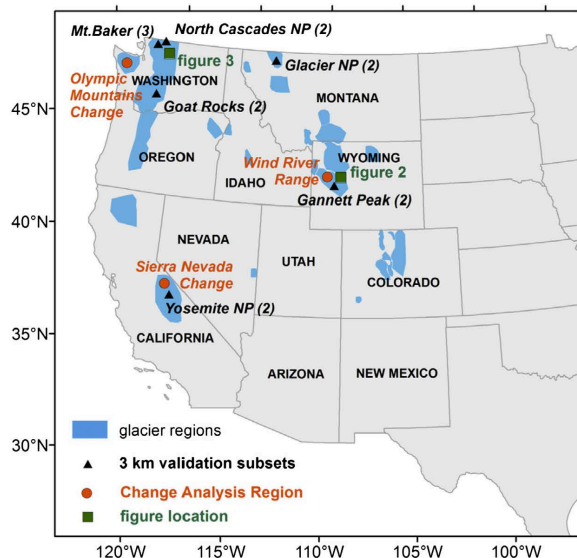 Mt.Baker (3)
North Cascades NP (2)
figure 3
Glacier NP (2)
WASHINGTON
Olympic
Mountains
Change
Goat Rocks (2)
MONTANA
OREGON
IDAHO
Wind River
Range
WYOMING
figure 2
Gannett Peak (2)
NEVADA
UTAH
COLORADO
Sierra Nevada
Change
Yosemite NP (2)
CALIFORNIA
ARIZONA
NEW MEXICO
45°N
40°N
35°N
30°N
glacier regions
3 km validation subsets
Change Analysis Region
figure location
120°W
115°W
110°W
105°W
100°W